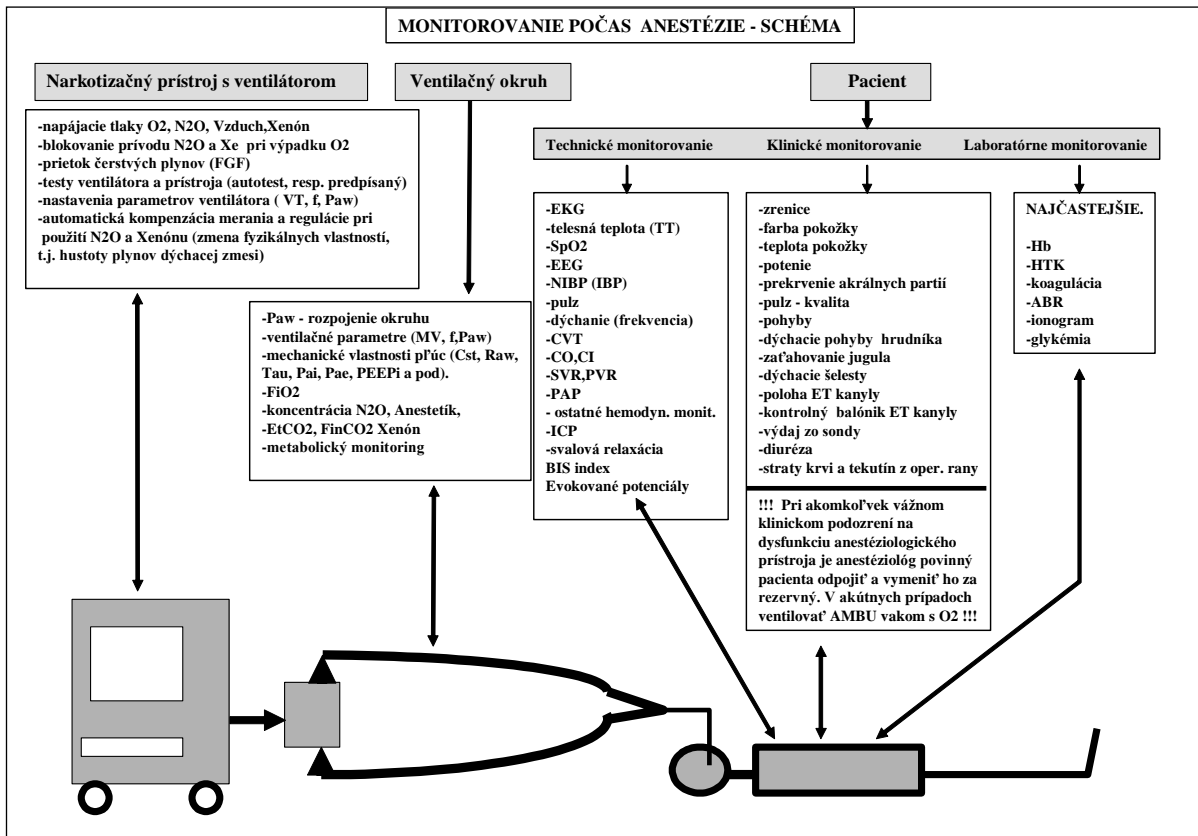 MONITOROVANIE POČAS  ANESTÉZIE - SCHÉMA
Narkotizačný prístroj s ventilátorom
-napájacie tlaky O2, N2O, Vzduch,Xenón
-blokovanie prívodu N2O a Xe  pri výpadku O2
-prietok čerstvých plynov (FGF)
-testy ventilátora a prístroja (autotest, resp. predpísaný)
-nastavenia parametrov ventilátora ( VT, f, Paw)
-automatická kompenzácia merania a regulácie pri
použití N2O a Xenónu (zmena fyzikálnych vlastností,
t.j. hustoty plynov dýchacej zmesi)
Ventilačný okruh
-Paw - rozpojenie okruhu
-ventilačné parametre (MV, f,Paw)
-mechanické vlastnosti pľúc (Cst, Raw,
Tau, Pai, Pae, PEEPi a pod).
-FiO2
-koncentrácia N2O, Anestetík,
-EtCO2, FinCO2 Xenón
-metabolický monitoring
Pacient
Technické monitorovanie
-EKG
-telesná teplota (TT)
-SpO2
-EEG
-NIBP (IBP)
-pulz
-dýchanie (frekvencia)
-CVT
-CO,CI
-SVR,PVR
-PAP
- ostatné hemodyn. monit.
-ICP
-svalová relaxácia
BIS index
Evokované potenciály
Klinické monitorovanie
-zrenice
-farba pokožky
-teplota pokožky
-potenie
-prekrvenie akrálnych partií
-pulz - kvalita
-pohyby
-dýchacie pohyby  hrudníka
-zaťahovanie jugula
-dýchacie šelesty
-poloha ET kanyly
-kontrolný balónik ET kanyly
-výdaj zo sondy
-diuréza
-straty krvi a tekutín z oper. rany
!!!  Pri akomkoľvek vážnom
klinickom podozrení na
dysfunkciu anestéziologického
prístroja je anestéziológ povinný
pacienta odpojiť a vymeniť ho za
rezervný. V akútnych prípadoch
ventilovať AMBU vakom s O2 !!!
Laboratórne monitorovanie
NAJČASTEJŠIE.
-Hb
-HTK
-koagulácia
-ABR
-ionogram
-glykémia